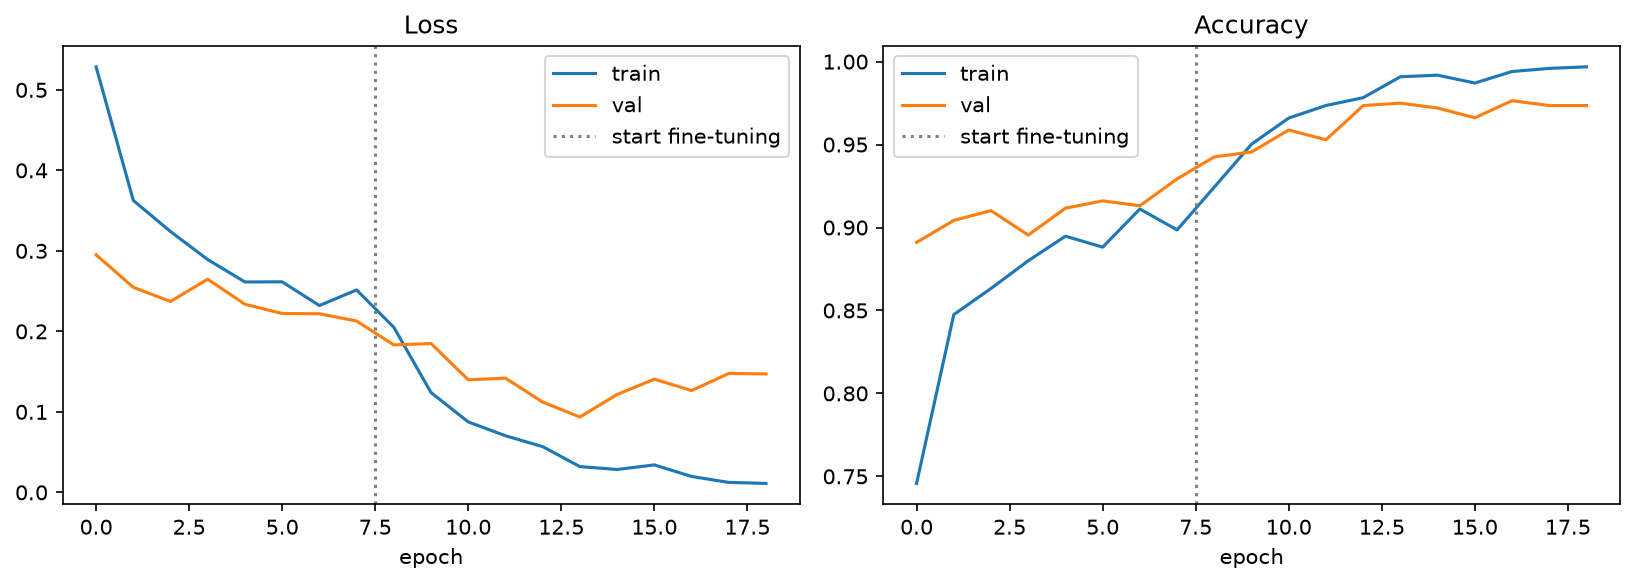 Loss
0.5
0.4
0.3
0.2
0.1
0.0
train
val
start fine-tuning
0.0 2.5 5.0 7.5 10.0 12.5 15.0 17.5
epoch
Accuracy
1.00
0.95
0.90
0.85
0.80
0.75
train
val
start fine-tuning
0.0 2.5 5.0 7.5 10.0 12.5 15.0 17.5
epoch